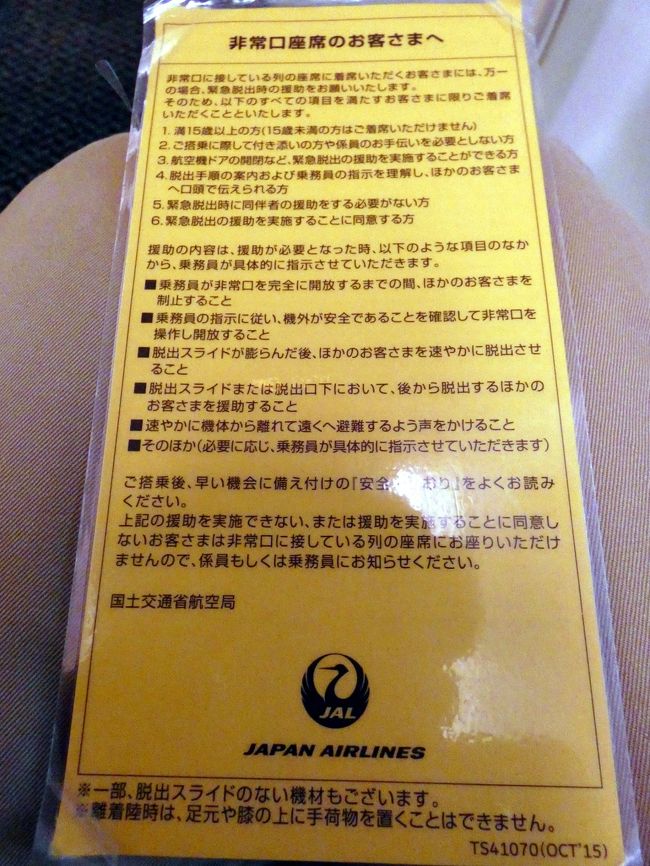 非常口座席のお客さまへ
非常口に接している列の座席に着席いただくお客さまには、万一
の場合、緊急脱出時の援助をお願いいたします。
そのため、以下のすべての項目を満たすお客さまに限りご着席
いただくことといたします。
1. 満15歳以上の方(15歳未満の方はご着席いただけません)
2. ご搭乗に際して付き添いの方や係員のお手伝いを必要としない方
3. 航空機ドアの開閉など、緊急脱出の援助を実施することができる方
4. 脱出手順の案内および乗務員の指示を理解し、ほかのお客さま
へ口頭で伝えられる方
5. 緊急脱出時に同伴者の援助をする必要がない方
6. 緊急脱出の援助を実施することに同意する方
援助の内容は、援助が必要となった時、以下のような項目のなか
から、乗務員が具体的に指示させていただきます。
■乗務員が非常口を完全に開放するまでの間、ほかのお客さまを
制止すること
■乗務員の指示に従い、機外が安全であることを確認して非常口を
操作し開放すること
■脱出スライドが膨らんだ後、ほかのお客さまを速やかに脱出させ
ること
■脱出スライドまたは脱出口下において、後から脱出するほかの
お客さまを援助すること
■速やかに機体から離れて遠くへ避難するよう声をかけること
■そのほか(必要に応じ、乗務員が具体的に指示させていただきます)
ご搭乗後、早い機会に備え付けの『安全 おり』をよくお読み
ください。
上記の援助を実施できない、または援助を実施することに同意し
ないお客さまは非常口に接している列の座席にお座りいただけ
ませんので、係員もしくは乗務員にお知らせください。
国土交通省航空局
JAL
JAPAN AIRLINES
※一部、脱出スライドのない機材もございます。
※離着陸時は、足元や膝の上に手荷物を置くことはできません。
TS41070(OCT'15)